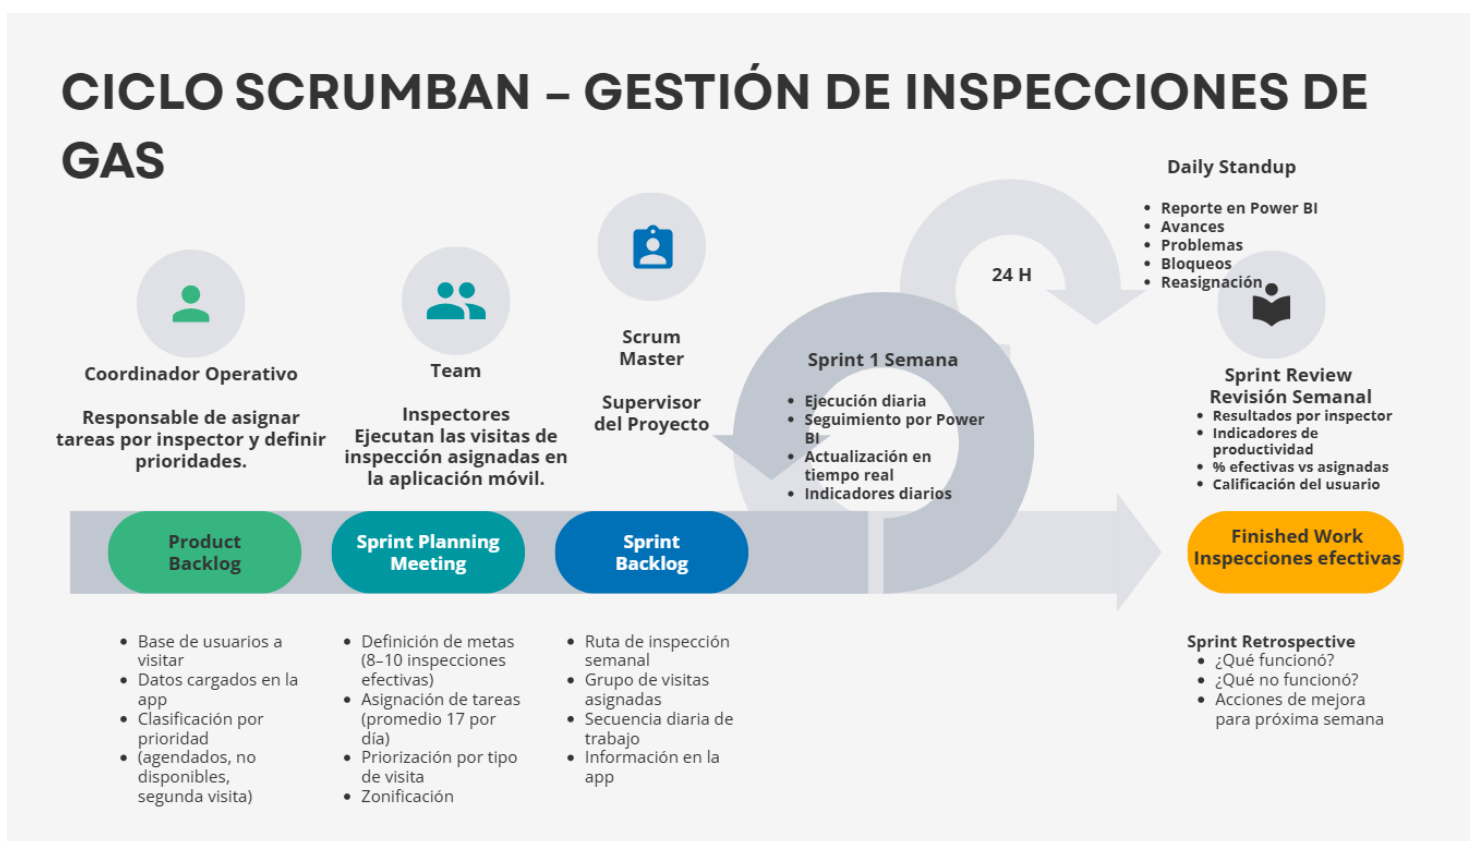 CICLO SCRUMBAN – GESTIÓN DE INSPECCIONES DE
GAS
Coordinador Operativo
Responsable de asignar
tareas por inspector y definir
prioridades.
Team
Inspectores
Ejecutan las visitas de
inspección asignadas en
la aplicación móvil.
Scrum
Master
Supervisor
del Proyecto
Sprint 1 Semana
• Ejecución diaria
• Seguimiento por Power
BI
• Actualización en
tiempo real
• Indicadores diarios
24 H
Daily Standup
• Reporte en Power BI
• Avances
• Problemas
• Bloqueos
• Reasignación
Sprint Review
Revisión Semanal
• Resultados por inspector
• Indicadores de
productividad
• % efectivas vs asignadas
• Calificación del usuario
Product
Backlog
Sprint Planning
Meeting
Sprint
Backlog
Finished Work
Inspecciones efectivas
• Base de usuarios a
visitar
• Datos cargados en la
app
• Clasificación por
prioridad
• (agendados, no
disponibles,
segunda visita)
• Definición de metas
(8–10 inspecciones
efectivas)
• Asignación de tareas
(promedio 17 por
día)
• Priorización por tipo
de visita
• Zonificación
• Ruta de inspección
semanal
• Grupo de visitas
asignadas
• Secuencia diaria de
trabajo
• Información en la
app
Sprint Retrospective
• ¿Qué funcionó?
• ¿Qué no funcionó?
• Acciones de mejora
para próxima semana